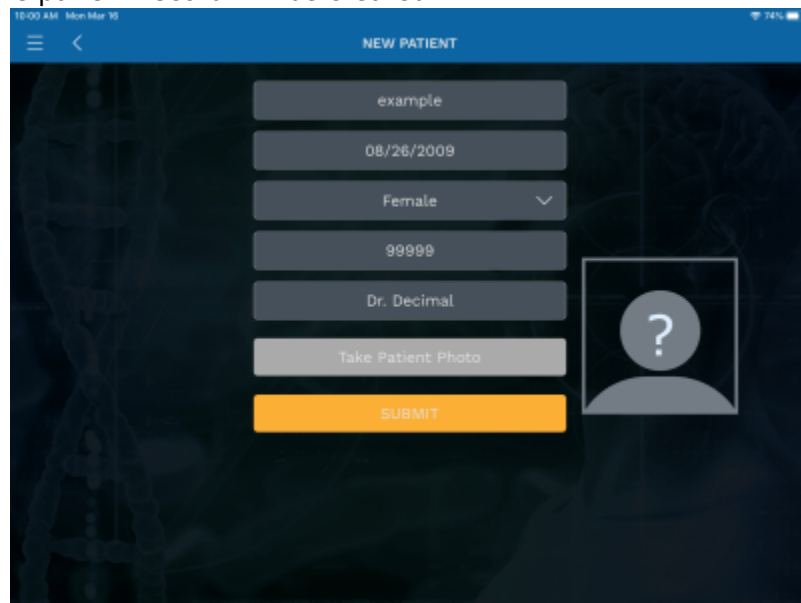 10:00 AM Mon Mar 16
74%
NEW PATIENT
example
08/26/2009
Female
99999
Dr. Decimal
Take Patient Photo
?
SUBMIT